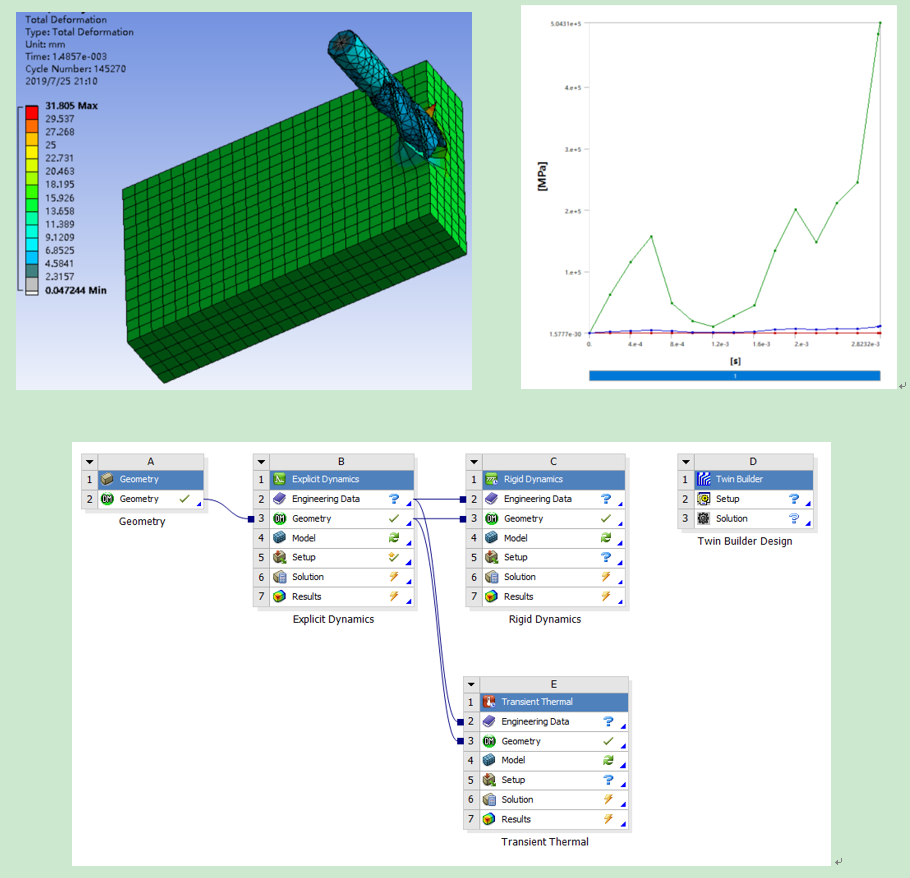 Total Deformation
Type: Total Deformation
Unit: mm
Time: 1.4857e-003
Cycle Number: 145270
2019/7/25 21:10
31.805 Max
29.537
27.268
25
22.731
20.463
18.195
15.926
13.658
11.389
9.1209
6.8525
4.5841
2.3157
0.047244 Min
5.0431e+5
4.e+5
3.e+5
2.e+5
1.e+5
1.5777e-30
[MPa]
0. 4.e-4 8.e-4 1.2e-3 1.6e-3 2.e-3 2.8232e-3
[s]
1
A
1 Geometry
2 Geometry
Geometry
B
1 Explicit Dynamics
2 Engineering Data
3 Geometry
4 Model
5 Setup
6 Solution
7 Results
Explicit Dynamics
C
1 Rigid Dynamics
2 Engineering Data
3 Geometry
4 Model
5 Setup
6 Solution
7 Results
Rigid Dynamics
D
1 Twin Builder
2 Setup
3 Solution
Twin Builder Design
E
1 Transient Thermal
2 Engineering Data
3 Geometry
4 Model
5 Setup
6 Solution
7 Results
Transient Thermal